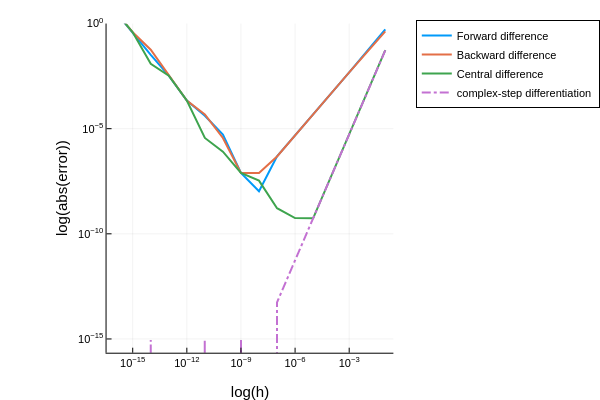 10⁰
10⁻⁵
10⁻¹⁰
10⁻¹⁵
log(abs(error))
10⁻¹⁵ 10⁻¹² 10⁻⁹ 10⁻⁶ 10⁻³
log(h)
Forward difference
Backward difference
Central difference
complex-step differentiation